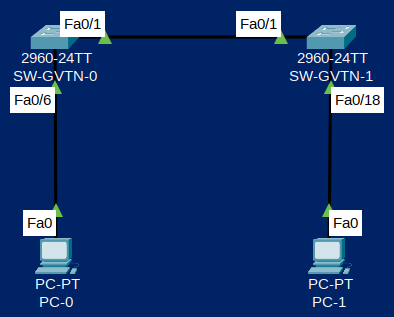 Fa0/1
Fa0/1
2960-24TT
SW-GVTN-0
2960-24TT
SW-GVTN-1
Fa0/6
Fa0/18
Fa0
Fa0
PC-PT
PC-0
PC-PT
PC-1